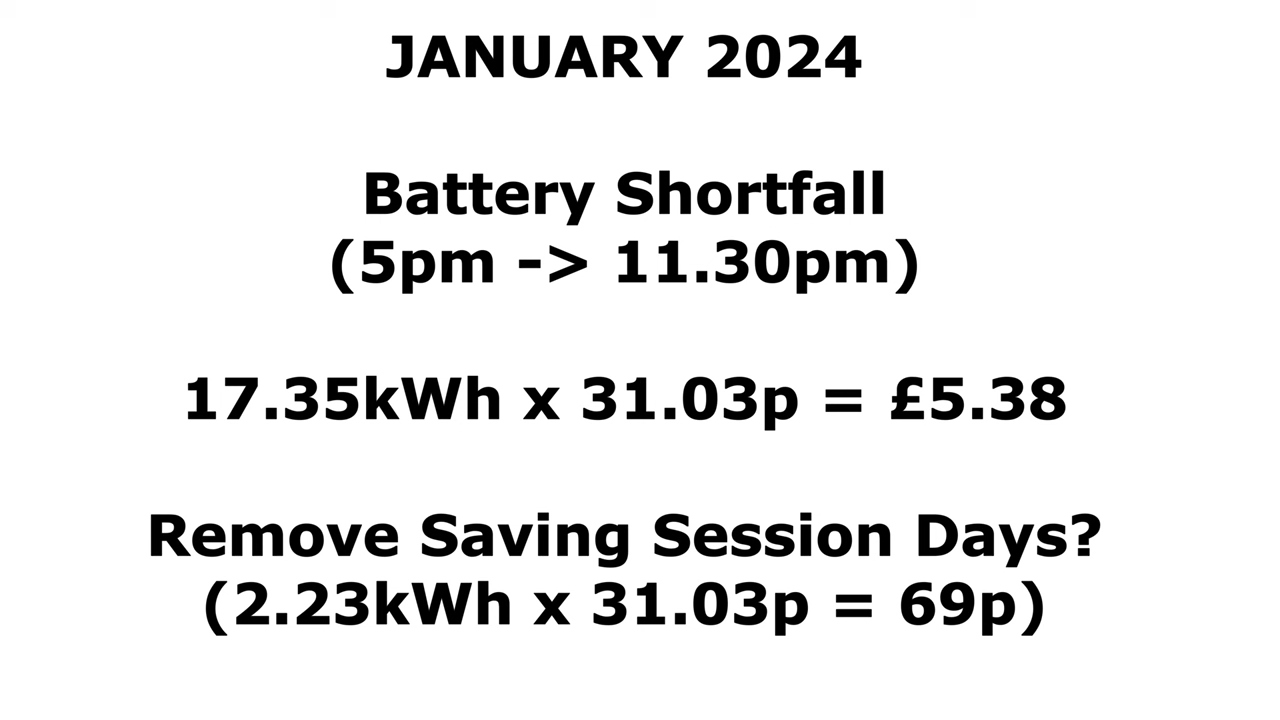 JANUARY 2024
Battery Shortfall
(5pm -> 11.30pm)
17.35kWh x 31.03p = £5.38
Remove Saving Session Days?
(2.23kWh x 31.03p = 69p)